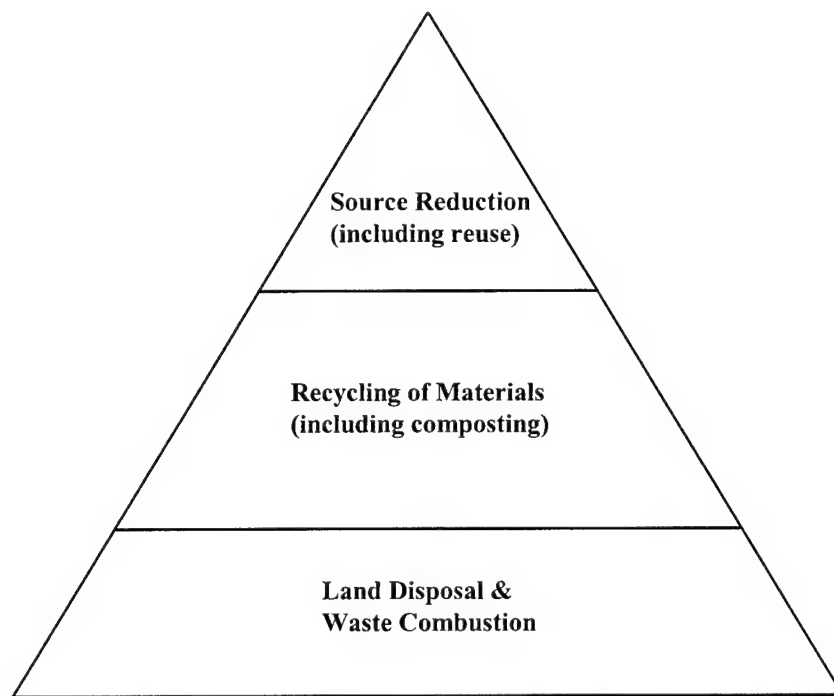 Source Reduction
(including reuse)
Recycling of Materials
(including composting)
Land Disposal &
Waste Combustion